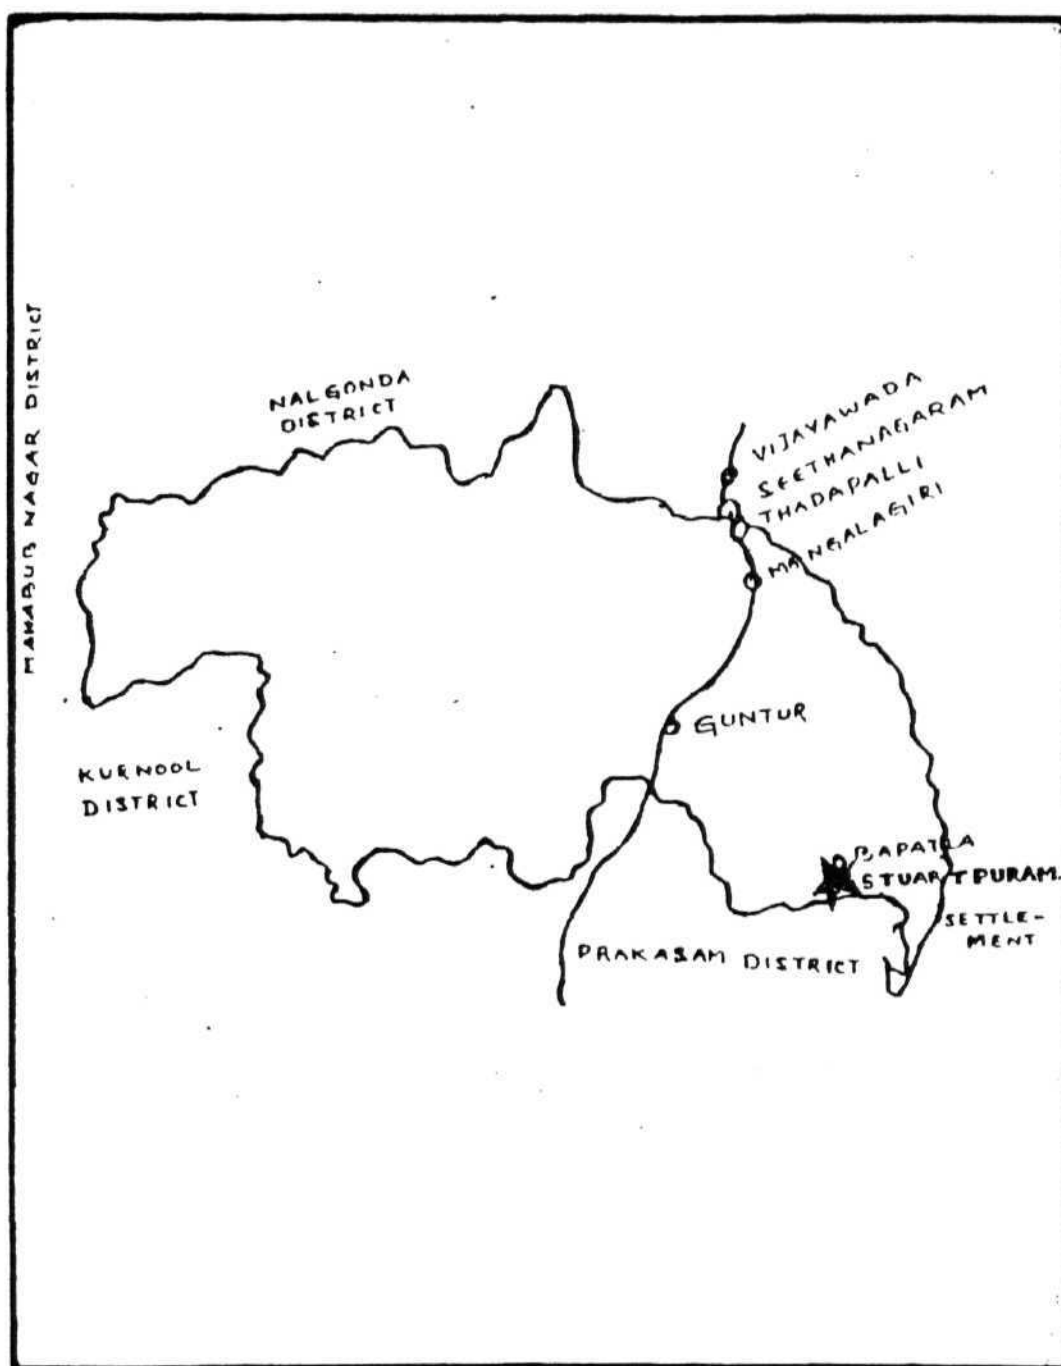 MAHABUB NAGAR DISTRICT
NALGONDA
DISTRICT
VIJAYAWADA
SEETHANAGARAM
THADAPALLI
MANGALAGIRI
GUNTUR
KURNOOL
DISTRICT
BAPATLA
STUARTPURAM.
SETTLE-
MENT
PRAKASAM DISTRICT